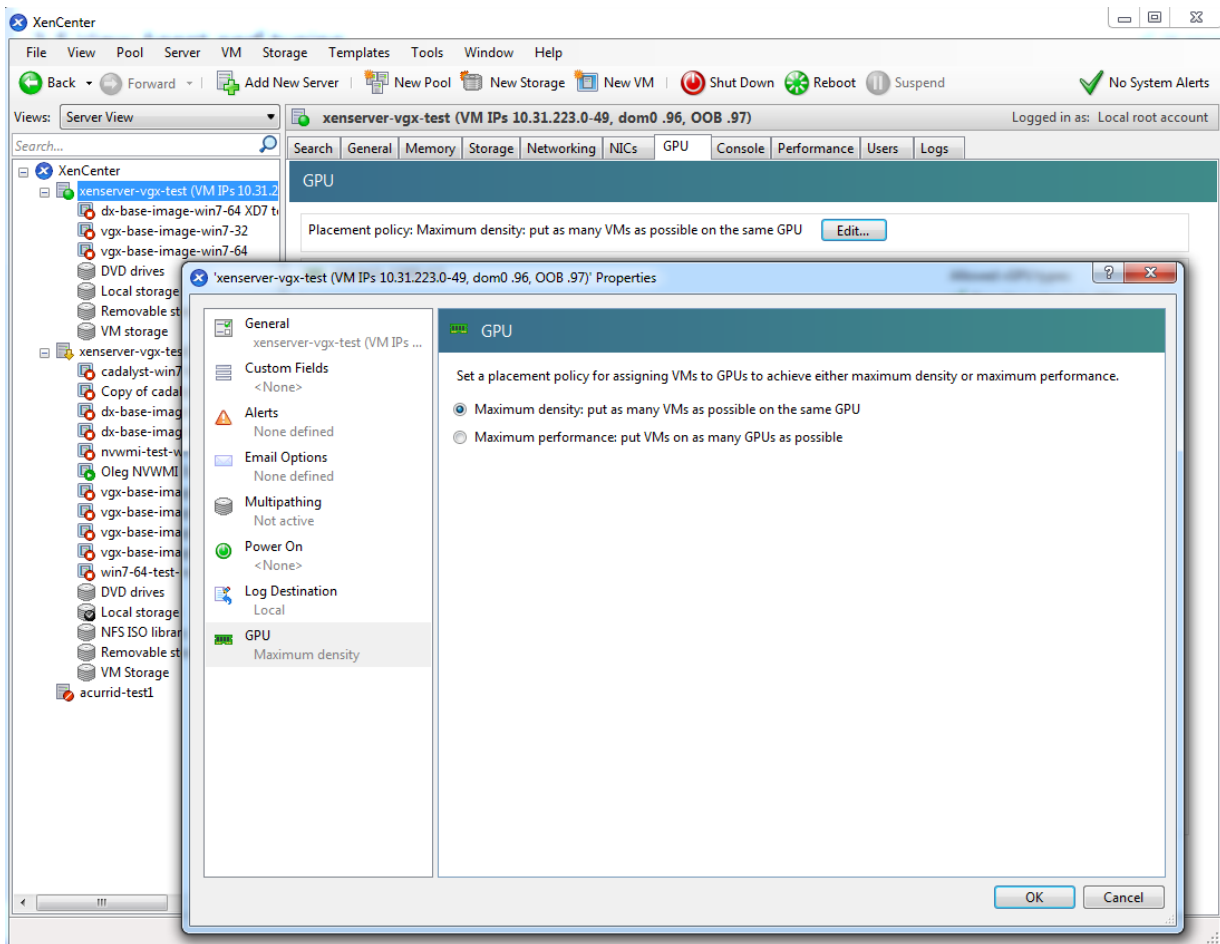 XenCenter
File View Pool Server VM Storage Templates Tools Window Help
Back Forward Add New Server New Pool New Storage New VM Shut Down Reboot Suspend No System Alerts
Views: Server View
xenserver-vgx-test (VM IPs 10.31.223.0-49, dom0 .96, OOB .97) Logged in as: Local root account
Search...
Search General Memory Storage Networking NICs GPU Console Performance Users Logs
XenCenter
xenserver-vgx-test (VM IPs 10.31.2
dx-base-image-win7-64 XD7 t
vgx-base-image-win7-32
vgx-base-image-win7-64
DVD drives
Local storage
Removable st
VM storage
xenserver-vgx-tes
cadalyst-win7
Copy of cadal
dx-base-imag
dx-base-imag
nvwmi-test-w
Oleg NVWMI
vgx-base-ima
vgx-base-ima
vgx-base-ima
vgx-base-ima
win7-64-test-
DVD drives
Local storage
NFS ISO librar
Removable st
VM Storage
acurrid-test1
GPU
Placement policy: Maximum density: put as many VMs as possible on the same GPU Edit...
'xenserver-vgx-test (VM IPs 10.31.223.0-49, dom0 .96, OOB .97)' Properties
General
xenserver-vgx-test (VM IPs ...
Custom Fields
<None>
Alerts
None defined
Email Options
None defined
Multipathing
Not active
Power On
<None>
Log Destination
Local
GPU
Maximum density
GPU
Set a placement policy for assigning VMs to GPUs to achieve either maximum density or maximum performance.
Maximum density: put as many VMs as possible on the same GPU
Maximum performance: put VMs on as many GPUs as possible
OK Cancel